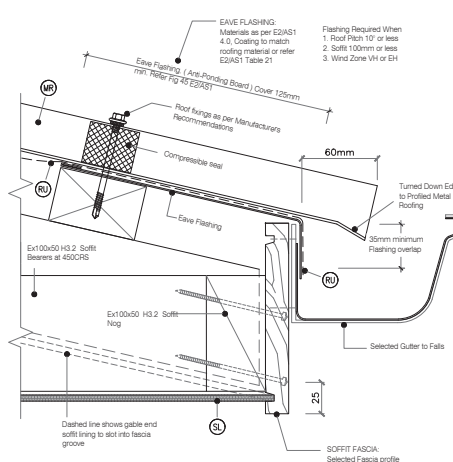 EAVE FLASHING:
Materials as per E2/AS1
4.0, Coating to match
roofing material or refer
E2/AS1 Table 21
Flashing Required When
1. Roof Pitch 10° or less
2. Soffit 100mm or less
3. Wind Zone VH or EH
Eave Flashing. ( Anti-Ponding Board ) Cover 125mm
min. Refer Fig 45 E2/AS1
MR
Roof fixings as per Manufacturers
Recommendations
Compressible seal
60mm
RU
Turned Down Ed
to Profiled Metal
Roofing
Eave Flashing
35mm minimum
Flashing overlap
Ex100x50 H3.2 Soffit
Bearers at 450CRS
RU
Ex100x50 H3.2 Soffit
Nog
Selected Gutter to Falls
25
Dashed line shows gable end
soffit lining to slot into fascia
groove
SL
SOFFIT FASCIA:
Selected Fascia profile